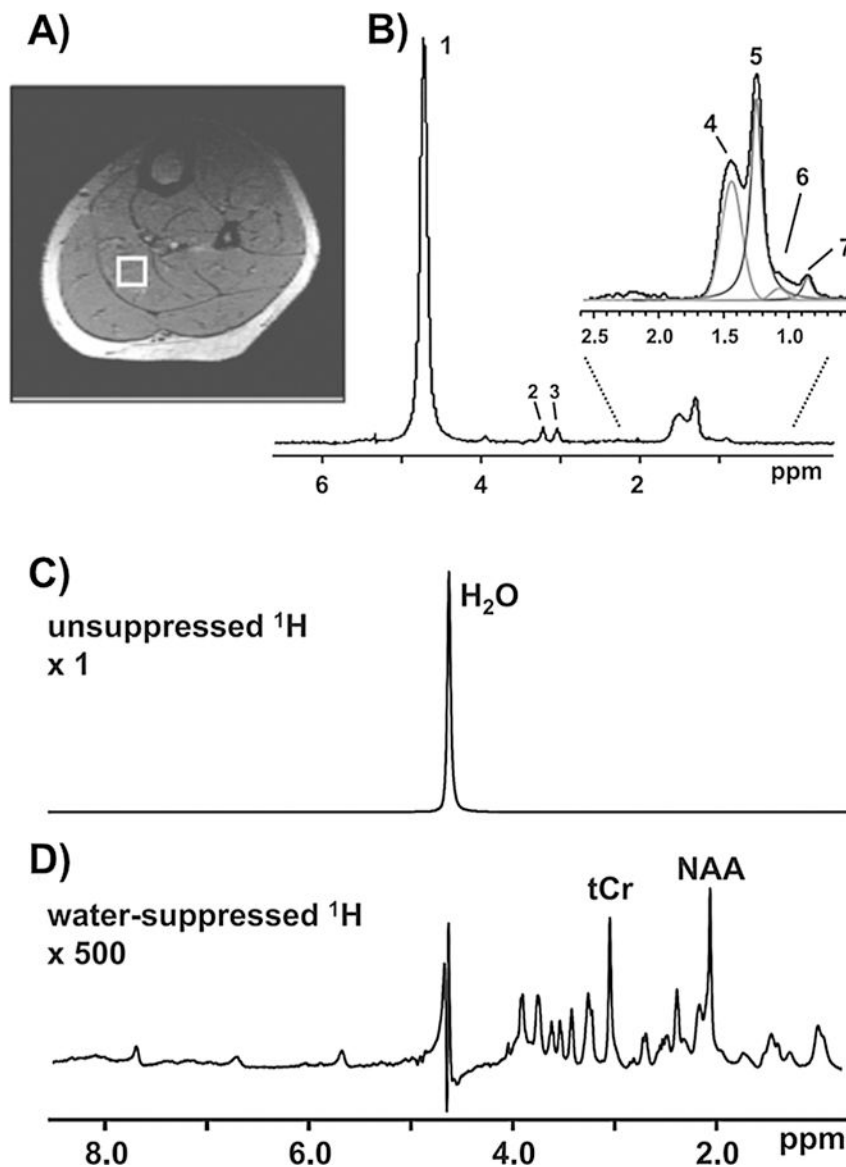 A)
B)
1
2
3
4
5
6
7
2.5 2.0 1.5 1.0
6 4 2 ppm
C)
unsuppressed ¹H
x 1
H₂O
D)
water-suppressed ¹H
x 500
tCr
NAA
8.0 6.0 4.0 2.0 ppm